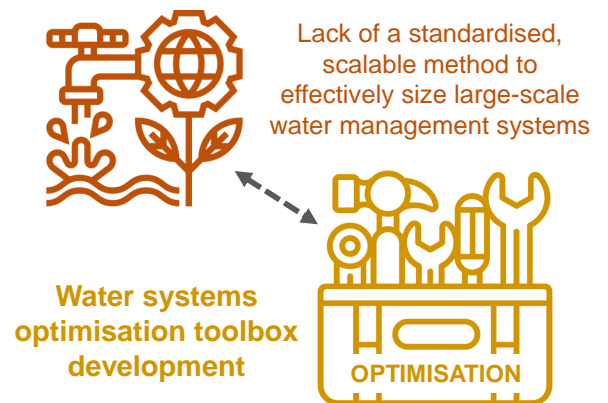 Lack of a standardised,
scalable method to
effectively size large-scale
water management systems
Water systems
optimisation toolbox
development
OPTIMISATION